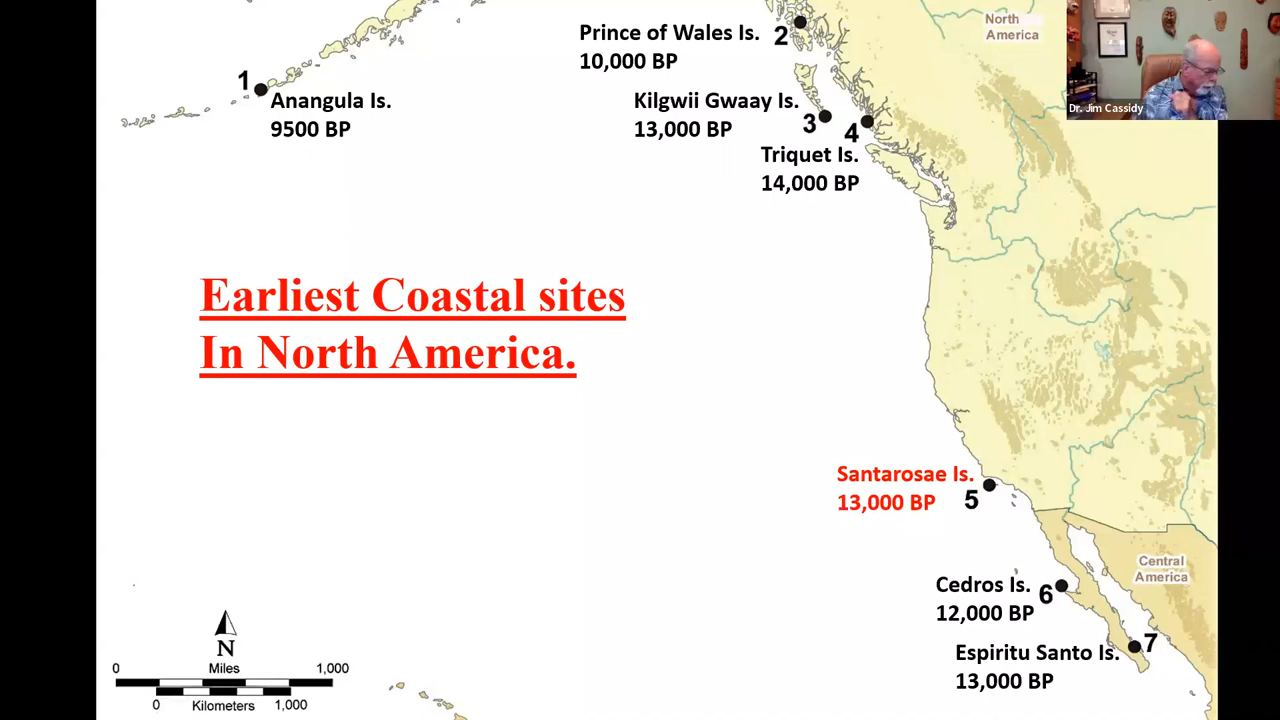 Prince of Wales Is.
10,000 BP
2
North
America
Dr. Jim Cassidy
1
Anangula Is.
9500 BP
Kilgwii Gwaay Is.
13,000 BP
3
4
Triquet Is.
14,000 BP
Earliest Coastal sites
In North America.
Santarosae Is.
13,000 BP
5
Central
America
Cedros Is.
12,000 BP
6
Espiritu Santo Is.
13,000 BP
7
N
0 Miles 1,000
0 Kilometers 1,000